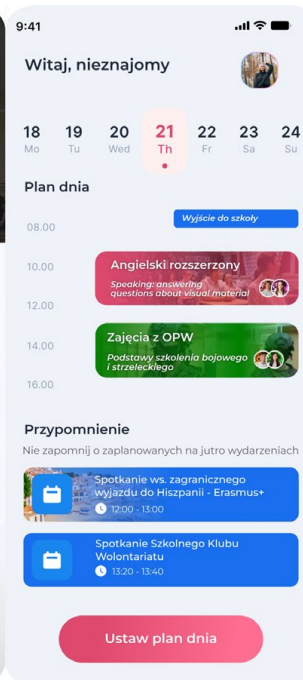 9:41
Witaj, nieznajomy
18 19 20 21 22 23 24
Mo Tu Wed Th Fr Sa Su
Plan dnia
Wyjście do szkoły
08.00
10.00
Angielski rozszerzony
Speaking: answering
questions about visual material
12.00
Zajęcia z OPW
14.00
Podstawy szkolenia bojowego
i strzeleckiego
16.00
Przypomnienie
Nie zapomnij o zaplanowanych na jutro wydarzeniach
Spotkanie ws. zagranicznego
wyjazdu do Hiszpanii - Erasmus+
12:00 - 13:00
Spotkanie Szkolnego Klubu
Wolontariatu
13:20 - 13:40
Ustaw plan dnia